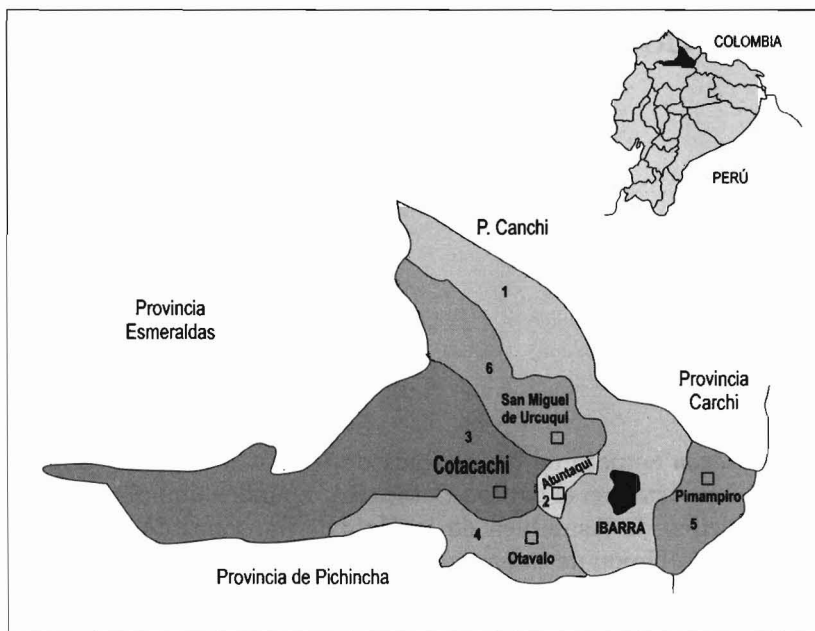 COLOMBIA
PERÚ
P. Canchi
1
Provincia
Esmeraldas
6
Provincia
Carchi
San Miguel
de Urcuqui
3
Cotacachi
Atuntaqui
2
Pimampiro
IBARRA
5
4
Otavalo
Provincia de Pichincha